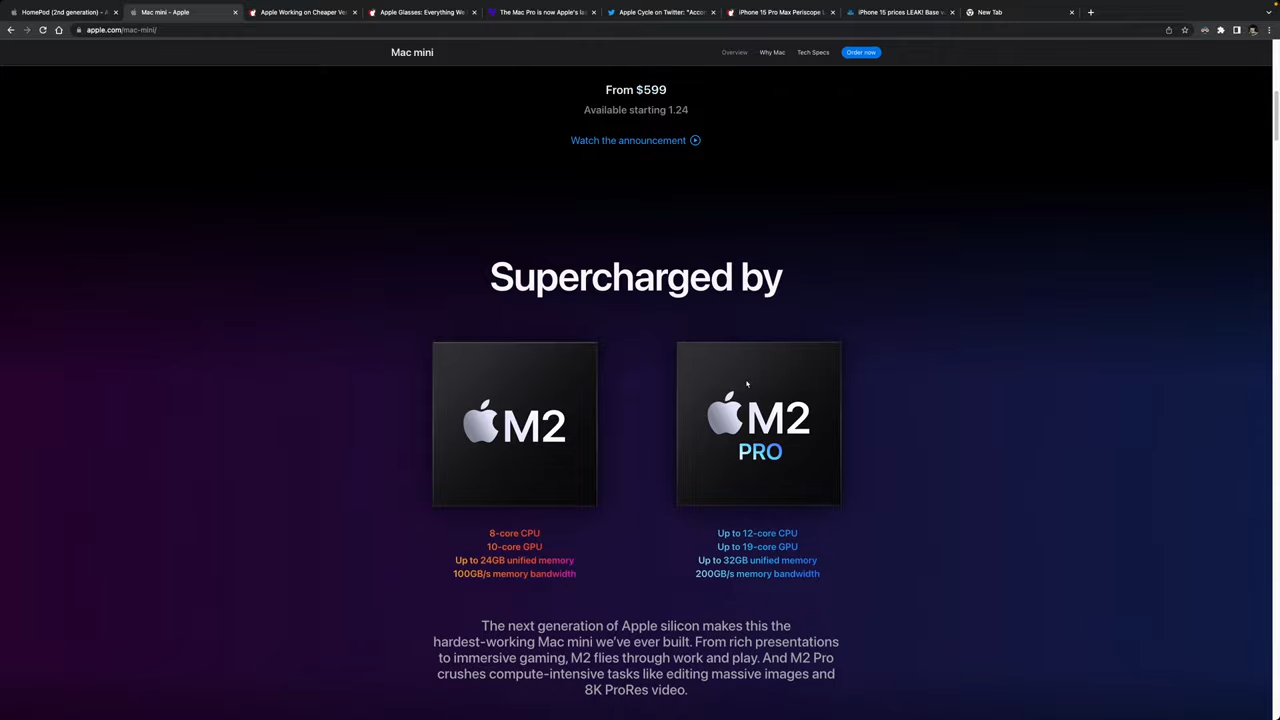 HomePod (2nd generation) - A
Mac mini - Apple
Apple Working on Cheaper Ve
Apple Glasses: Everything We
The Mac Pro is now Apple's la
Apple Cycle on Twitter: "Acco
iPhone 15 Pro Max Periscope L
iPhone 15 prices LEAK! Base v
New Tab
apple.com/mac-mini/
Mac mini
Overview
Why Mac
Tech Specs
Order now
From $599
Available starting 1.24
Watch the announcement
Supercharged by
M2
M2
PRO
8-core CPU
10-core GPU
Up to 24GB unified memory
100GB/s memory bandwidth
Up to 12-core CPU
Up to 19-core GPU
Up to 32GB unified memory
200GB/s memory bandwidth
The next generation of Apple silicon makes this the
hardest-working Mac mini we've ever built. From rich presentations
to immersive gaming, M2 flies through work and play. And M2 Pro
crushes compute-intensive tasks like editing massive images and
8K ProRes video.